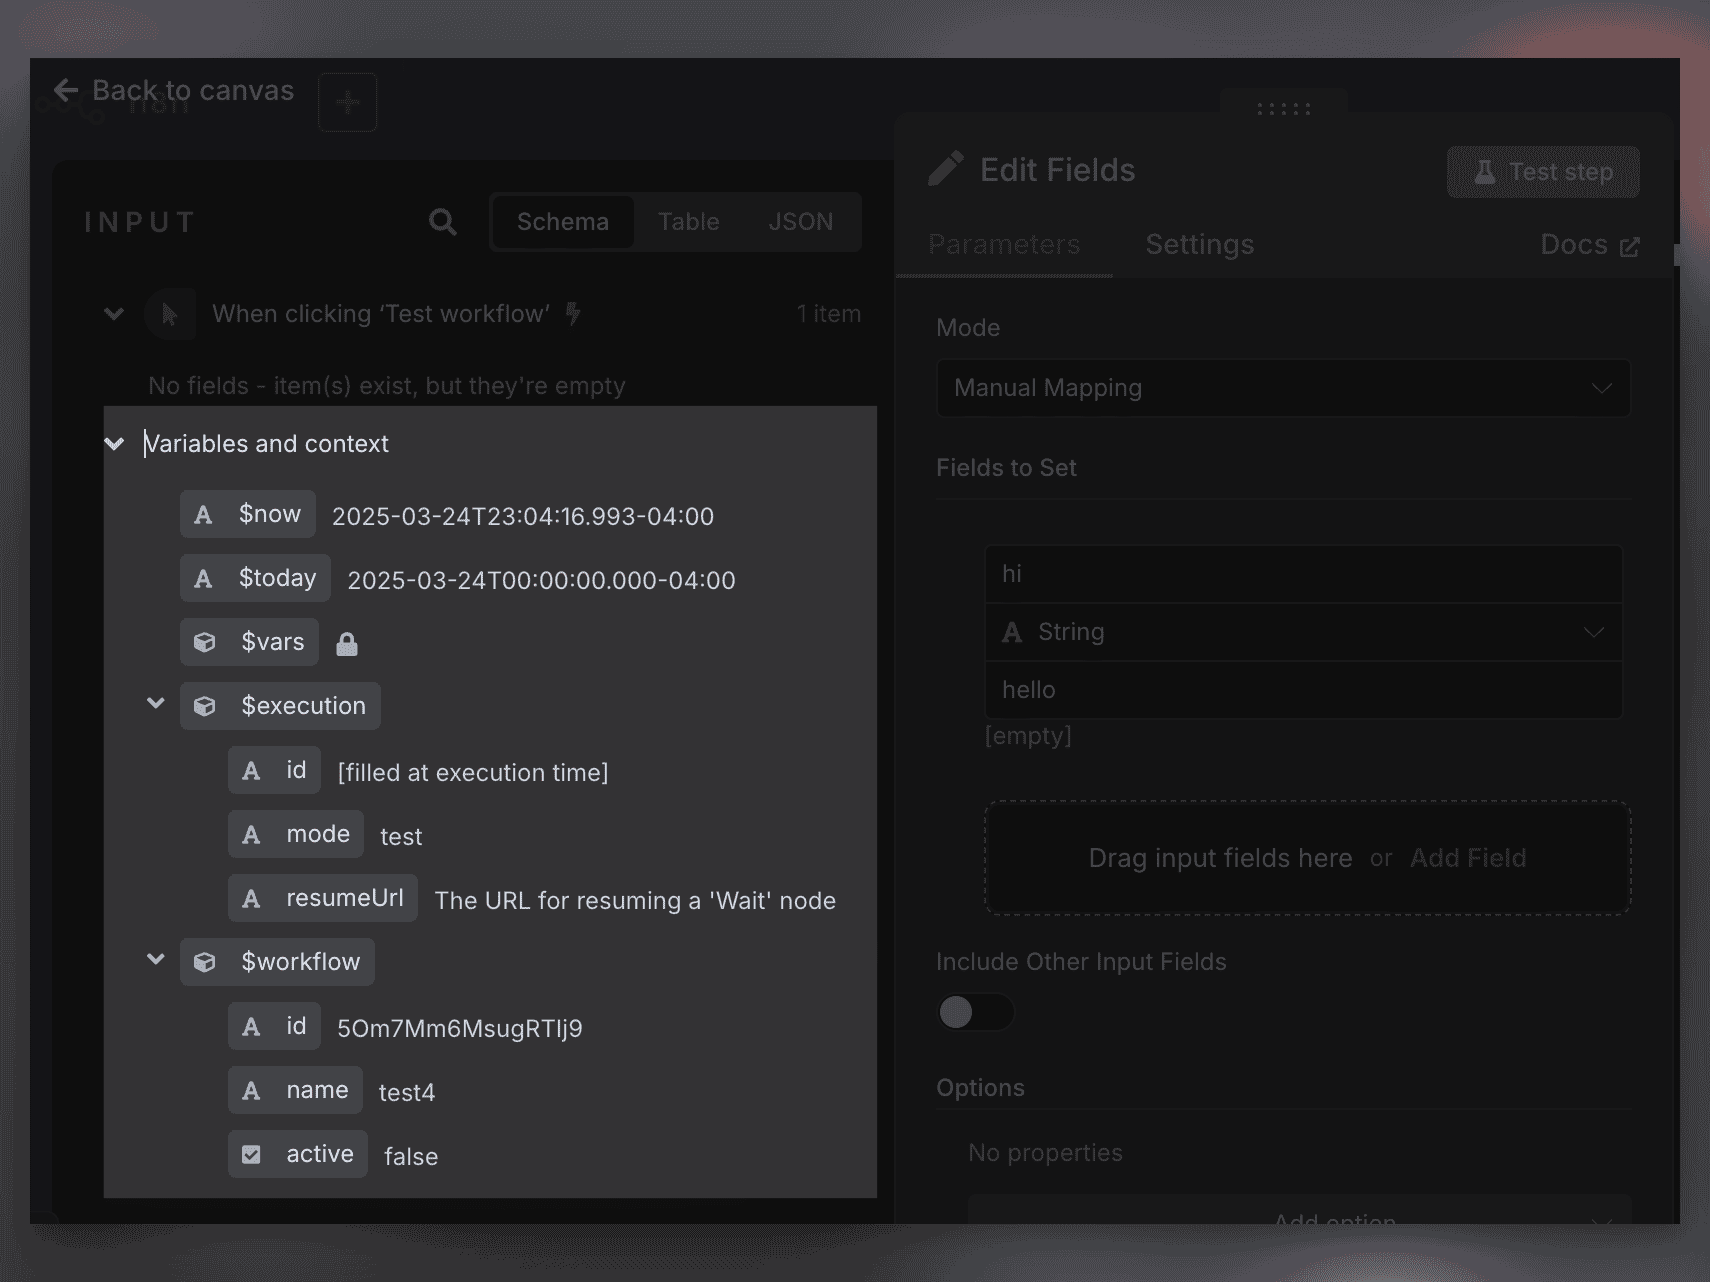 Back to canvas
n8n
INPUT
Schema
Table
JSON
When clicking ‘Test workflow’
1 item
No fields - item(s) exist, but they're empty
Variables and context
$now 2025-03-24T23:04:16.993-04:00
$today 2025-03-24T00:00:00.000-04:00
$vars
$execution
id [filled at execution time]
mode test
resumeUrl The URL for resuming a 'Wait' node
$workflow
id 5Om7Mm6MsugRTIj9
name test4
active false
Edit Fields
Test step
Parameters
Settings
Docs
Mode
Manual Mapping
Fields to Set
hi
String
hello
[empty]
Drag input fields here or Add Field
Include Other Input Fields
Options
No properties
Add option